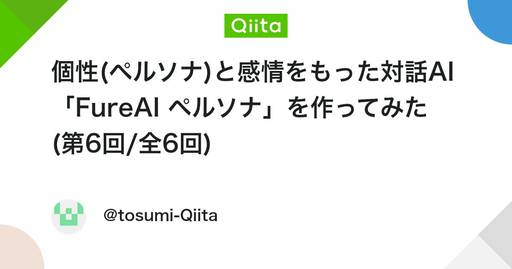 Qiita
個性(ペルソナ)と感情をもった対話AI
「FureAI ペルソナ」を作ってみた
(第6回/全6回)
@tosumi-Qiita